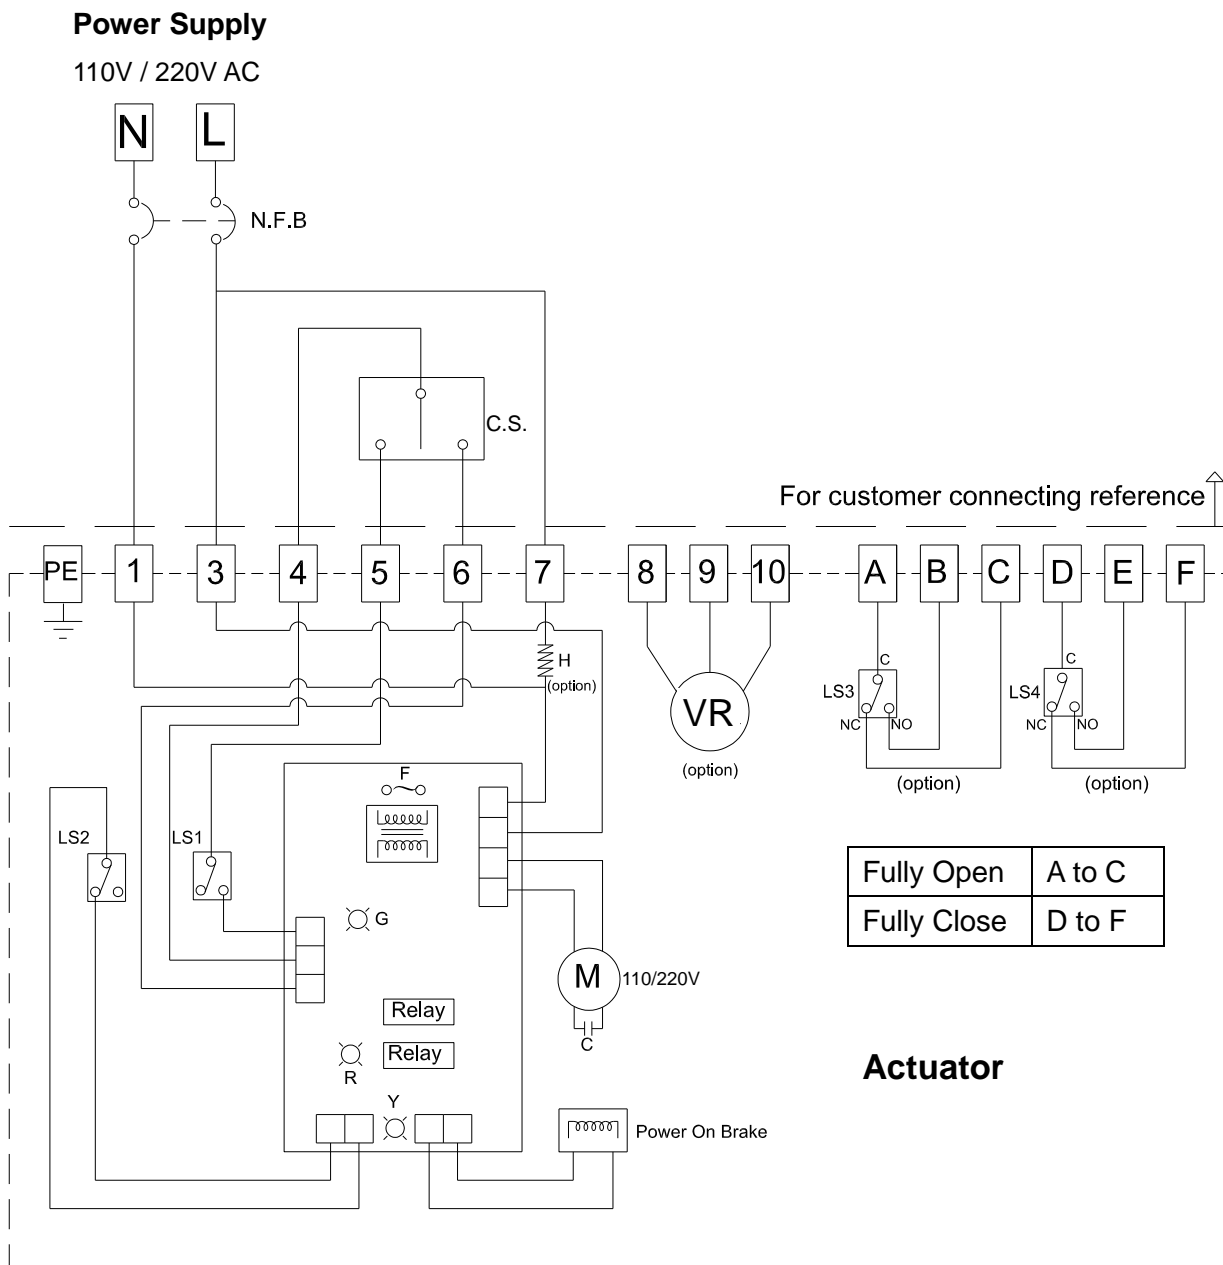 Power Supply
110V / 220V AC
N L
N.F.B
C.S.
For customer connecting reference
PE 1 3 4 5 6 7 8 9 10 A B C D E F
H
(option)
C
C
LS3
LS4
VR
NC NO
NC NO
(option)
(option)
(option)
F
LS2
LS1
Fully Open A to C
Fully Close D to F
G
M 110/220V
Relay
C
Relay
R
Actuator
Y
Power On Brake